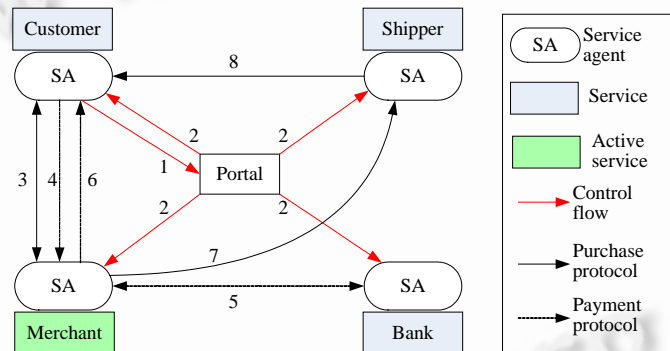 Customer
Shipper
SA
8
SA
2
2
1
Portal
3
4
6
2
2
7
SA
5
SA
Merchant
Bank
SA
Service
agent
Service
Active
service
Control
flow
Purchase
protocol
Payment
protocol